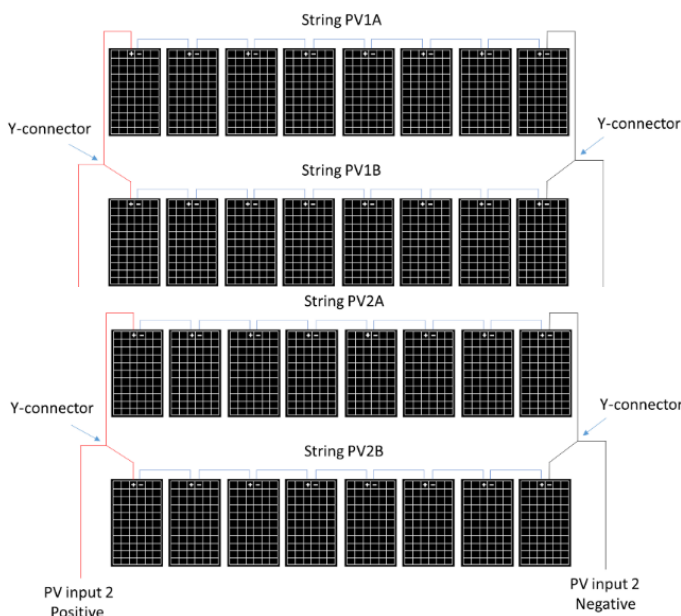 String PV1A
Y-connector
Y-connector
String PV1B
String PV2A
Y-connector
Y-connector
String PV2B
PV input 2
Positive
PV input 2
Negative